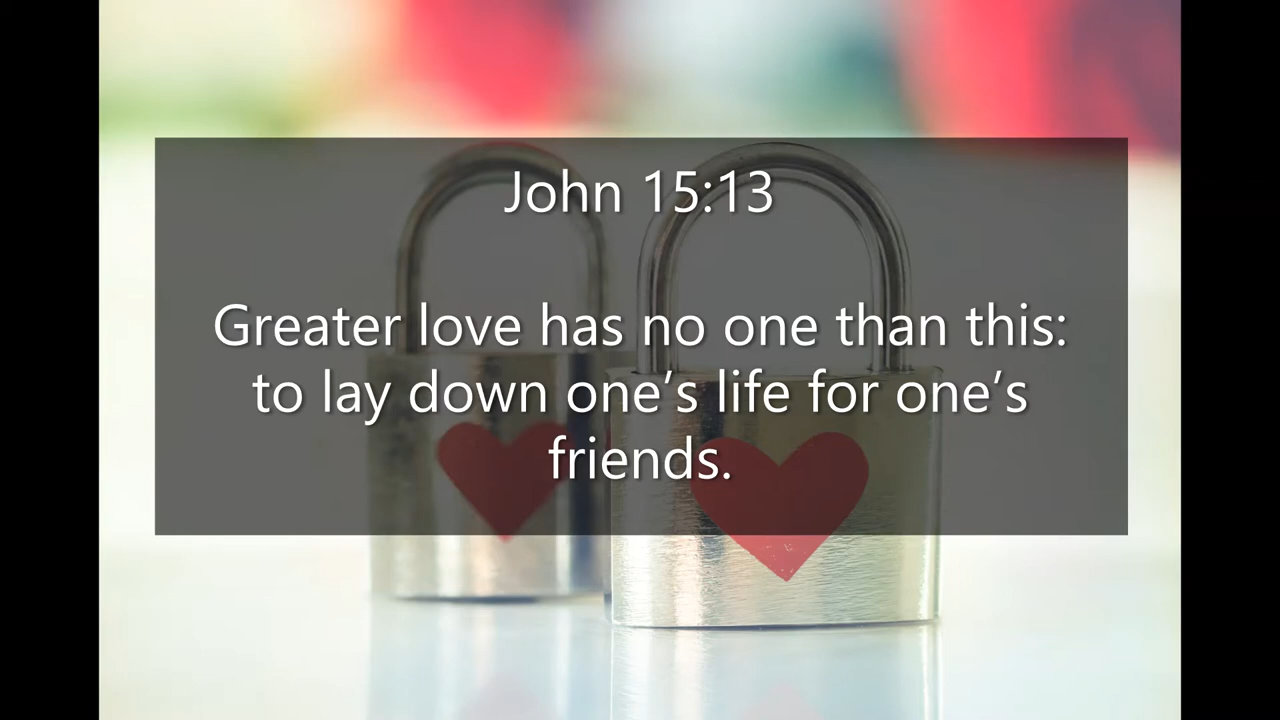 John 15:13
Greater love has no one than this:
to lay down one’s life for one’s
friends.